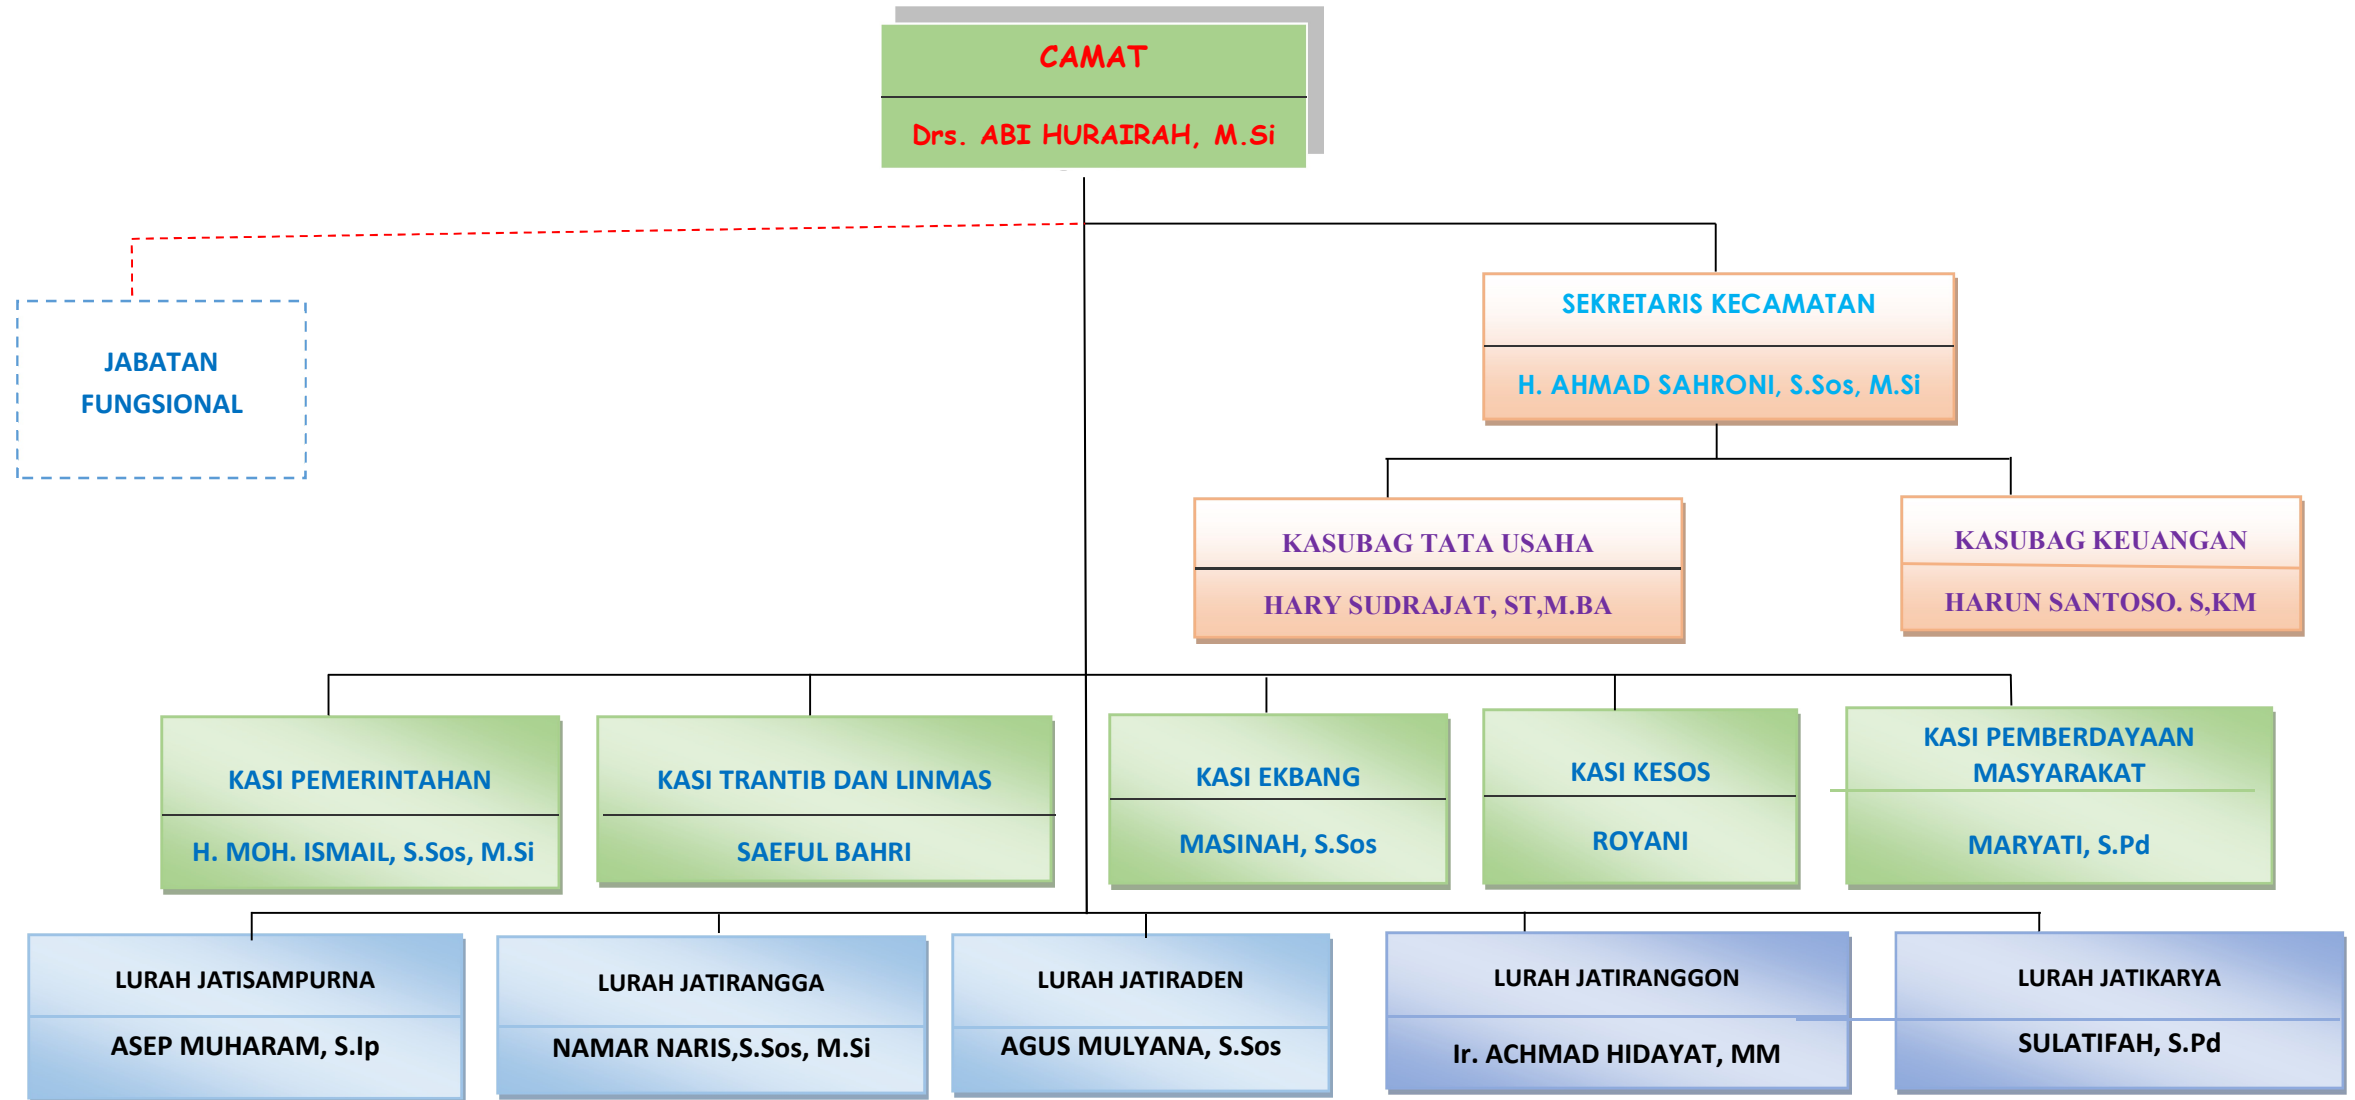 CAMAT
Drs. ABI HURAIRAH, M.Si
JABATAN
FUNGSIONAL
SEKRETARIS KECAMATAN
H. AHMAD SAHRONI, S.Sos, M.Si
KASUBAG TATA USAHA
HARY SUDRAJAT, ST,M.BA
KASUBAG KEUANGAN
HARUN SANTOSO. S,KM
KASI PEMERINTAHAN
H. MOH. ISMAIL, S.Sos, M.Si
KASI TRANTIB DAN LINMAS
SAEFUL BAHRI
KASI EKBANG
MASINAH, S.Sos
KASI KESOS
ROYANI
KASI PEMBERDAYAAN
MASYARAKAT
MARYATI, S.Pd
LURAH JATISAMPURNA
ASEP MUHARAM, S.Ip
LURAH JATIRANGGA
NAMAR NARIS,S.Sos, M.Si
LURAH JATIRADEN
AGUS MULYANA, S.Sos
LURAH JATIRANGGON
Ir. ACHMAD HIDAYAT, MM
LURAH JATIKARYA
SULATIFAH, S.Pd